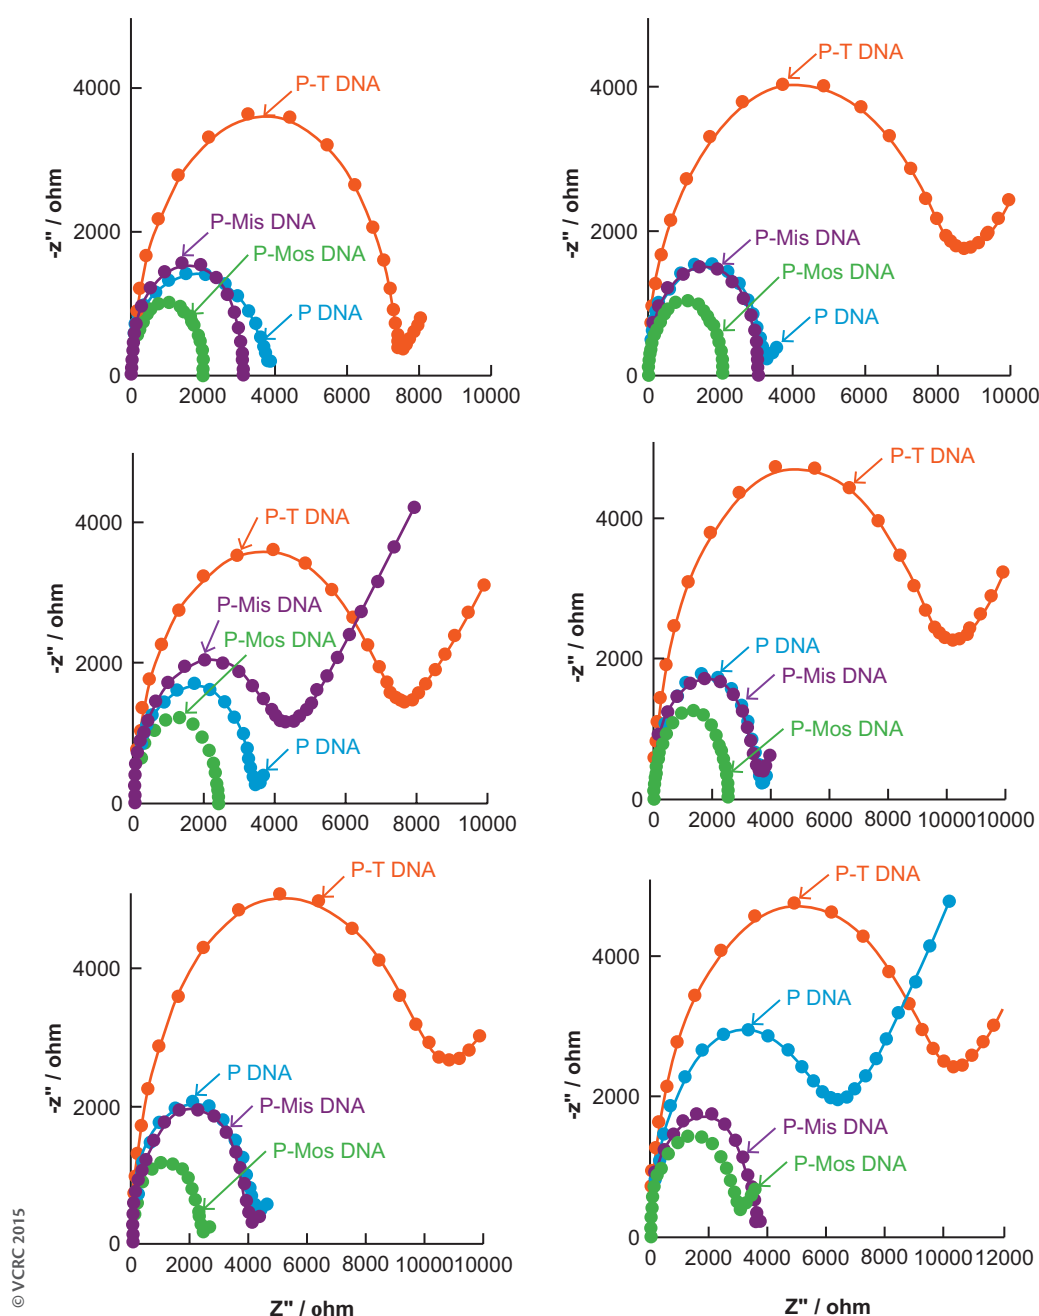 P-T DNA
4000
P-Mis DNA
P-Mos DNA
2000
P DNA
0
0 2000 4000 6000 8000 10000
-z" / ohm
P-T DNA
4000
P-Mis DNA
P-Mos DNA
2000
P DNA
0
0 2000 4000 6000 8000 10000
-z" / ohm
P-T DNA
4000
P-Mis DNA
P-Mos DNA
2000
P DNA
0
0 2000 4000 6000 8000 10000
-z" / ohm
P-T DNA
4000
P DNA
2000
P-Mis DNA
P-Mos DNA
0
0 2000 4000 6000 8000 10000 12000
-z" / ohm
P-T DNA
4000
P DNA
2000
P-Mis DNA
P-Mos DNA
0
0 2000 4000 6000 8000 10000 12000
-z" / ohm
Z" / ohm
P-T DNA
4000
P DNA
2000
P-Mis DNA
P-Mos DNA
0
0 2000 4000 6000 8000 10000 12000
-z" / ohm
Z" / ohm
© VCRC 2015